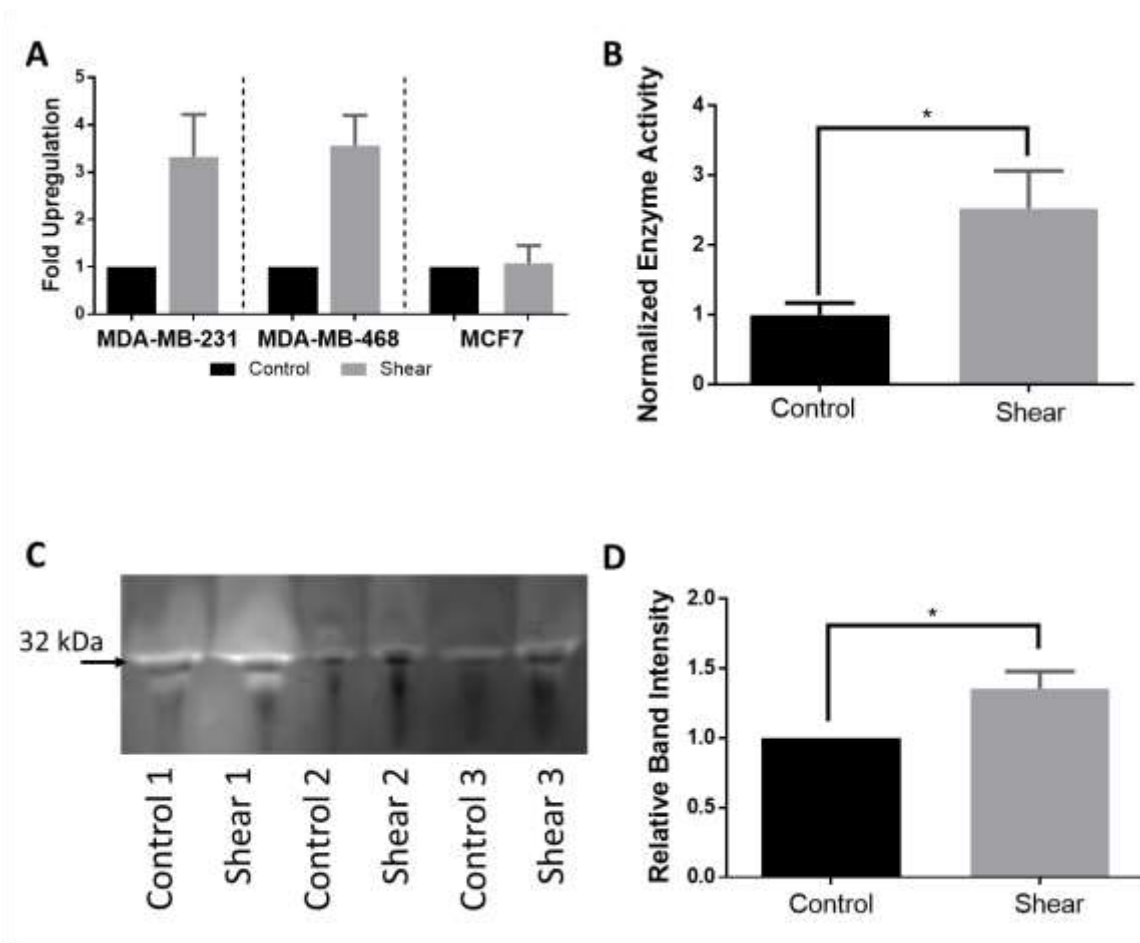 A
Fold Upregulation
5
4
3
2
1
0
MDA-MB-231 MDA-MB-468 MCF7
Control Shear
B
Normalized Enzyme Activity
4
3
2
1
0
*
Control Shear
C
32 kDa
Control 1
Shear 1
Control 2
Shear 2
Control 3
Shear 3
D
Relative Band Intensity
2.0
1.5
1.0
0.5
0.0
*
Control Shear